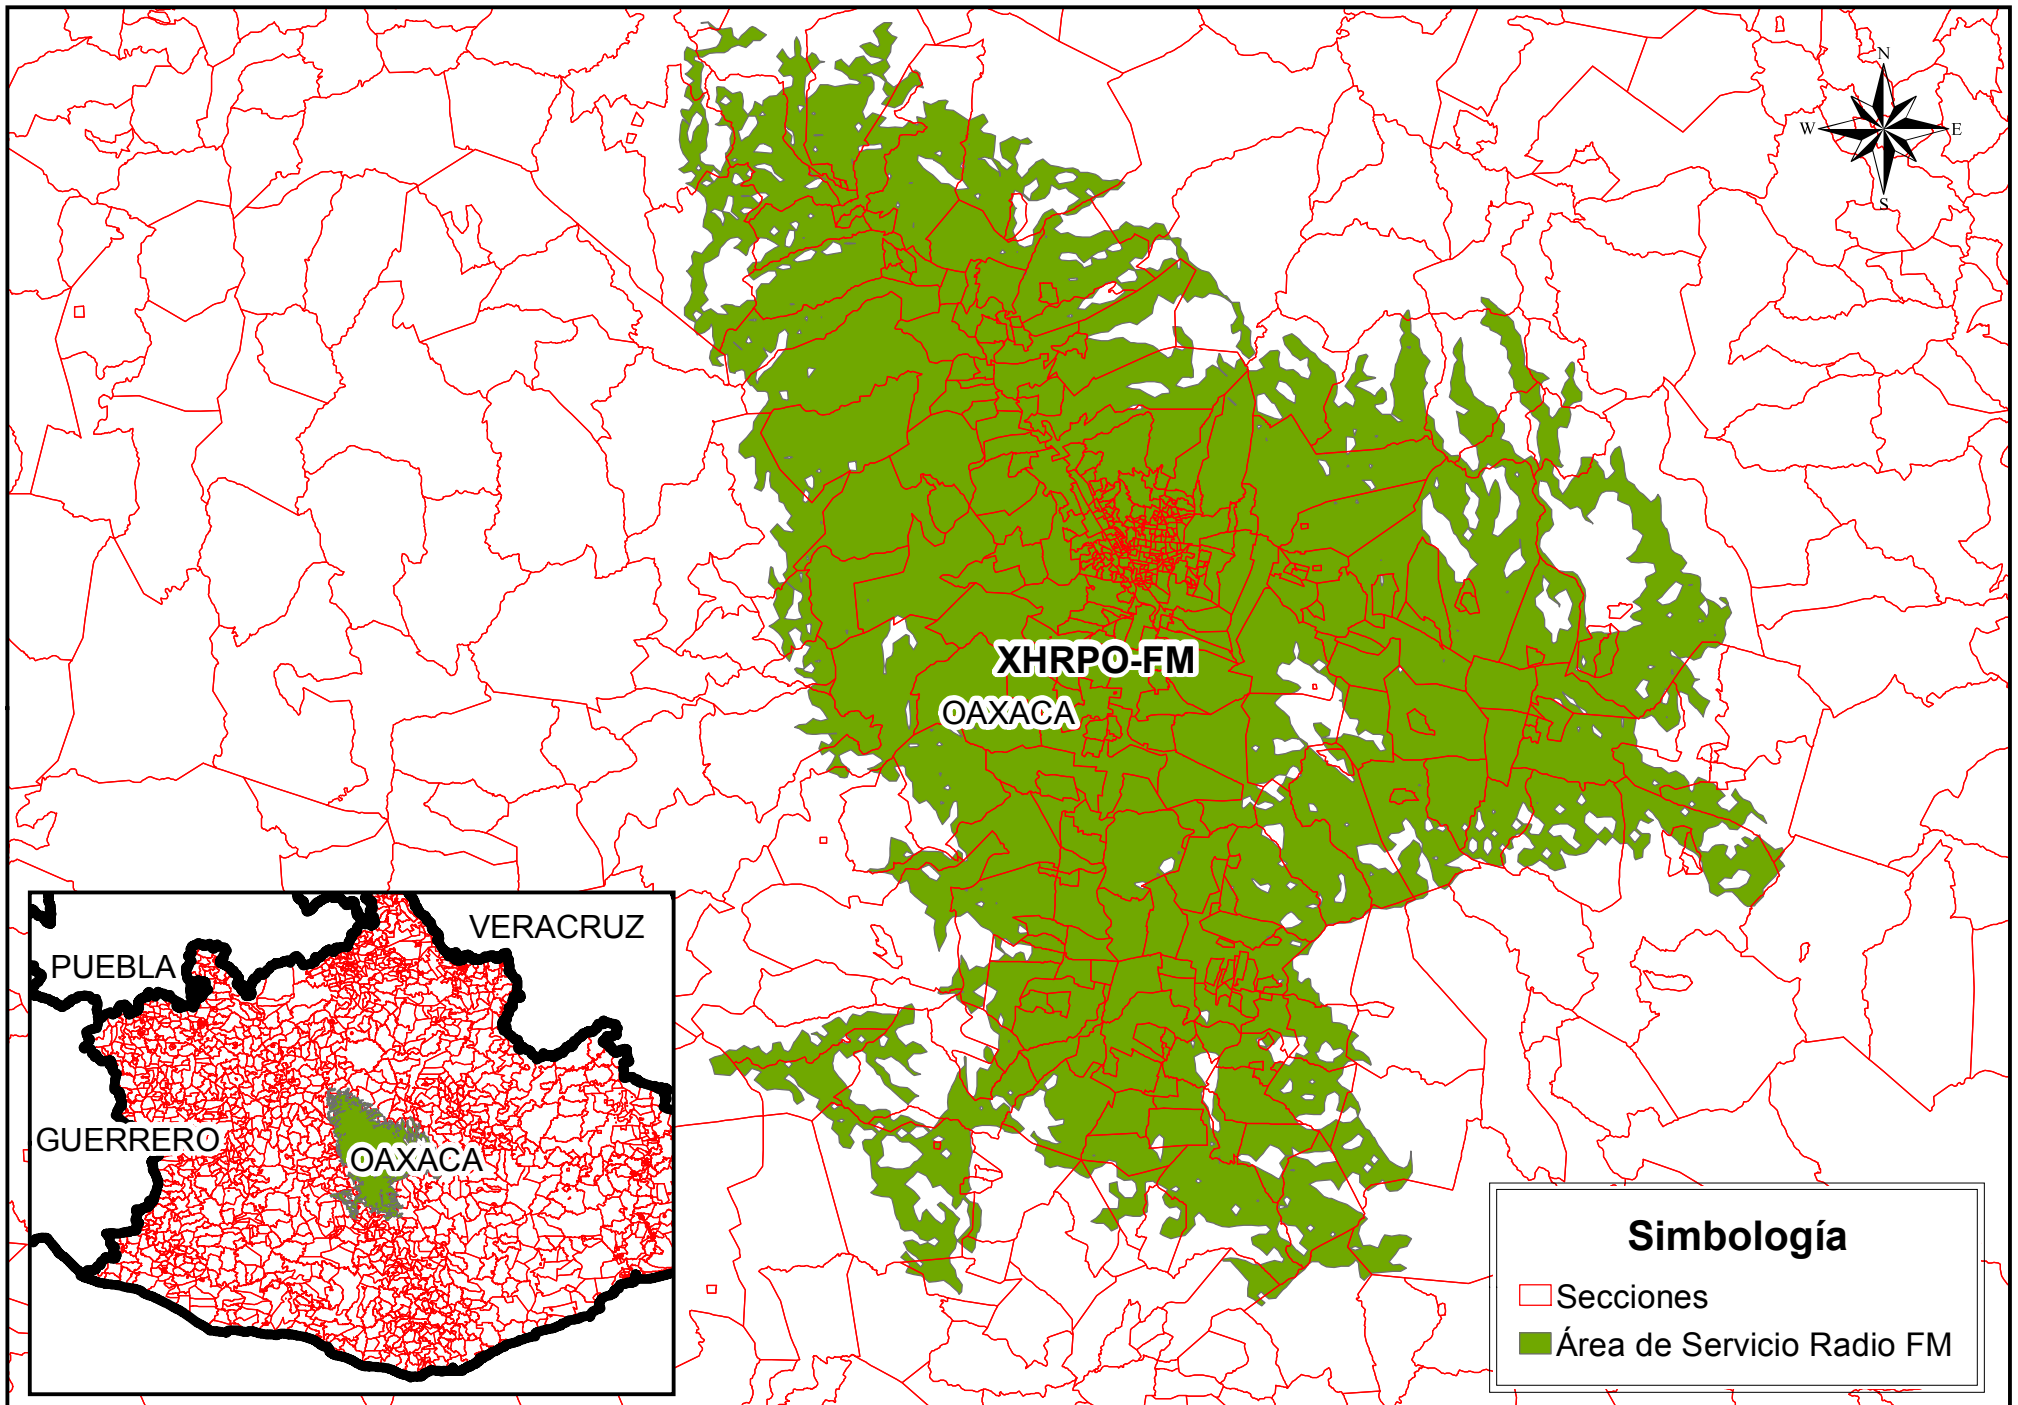 N
W E
S
XHRPO-FM
OAXACA
VERACRUZ
PUEBLA
GUERRERO
OAXACA
Simbología
Secciones
Área de Servicio Radio FM